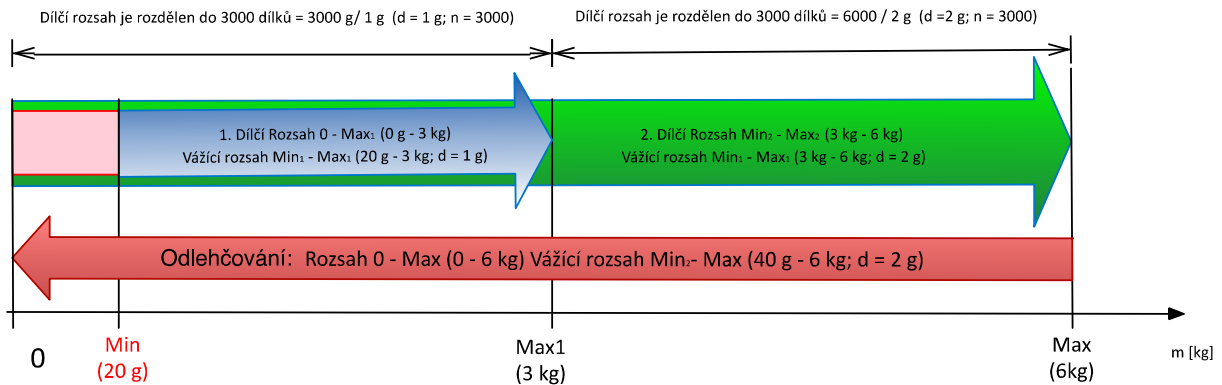 Dílčí rozsah je rozdělen do 3000 dílků = 3000 g/ 1 g (d = 1 g; n = 3000)
Dílčí rozsah je rozdělen do 3000 dílků = 6000 / 2 g (d =2 g; n = 3000)
1. Dílčí Rozsah 0 - Max₁ (0 g - 3 kg)
Vážící rozsah Min₁ - Max₁ (20 g - 3 kg; d = 1 g)
2. Dílčí Rozsah Min₂ - Max₂ (3 kg - 6 kg)
Vážící rozsah Min₁ - Max₁ (3 kg - 6 kg; d = 2 g)
Odlehčování: Rozsah 0 - Max (0 - 6 kg) Vážící rozsah Min₂- Max (40 g - 6 kg; d = 2 g)
0
Min
(20 g)
Max1
(3 kg)
Max
(6kg)
m [kg]